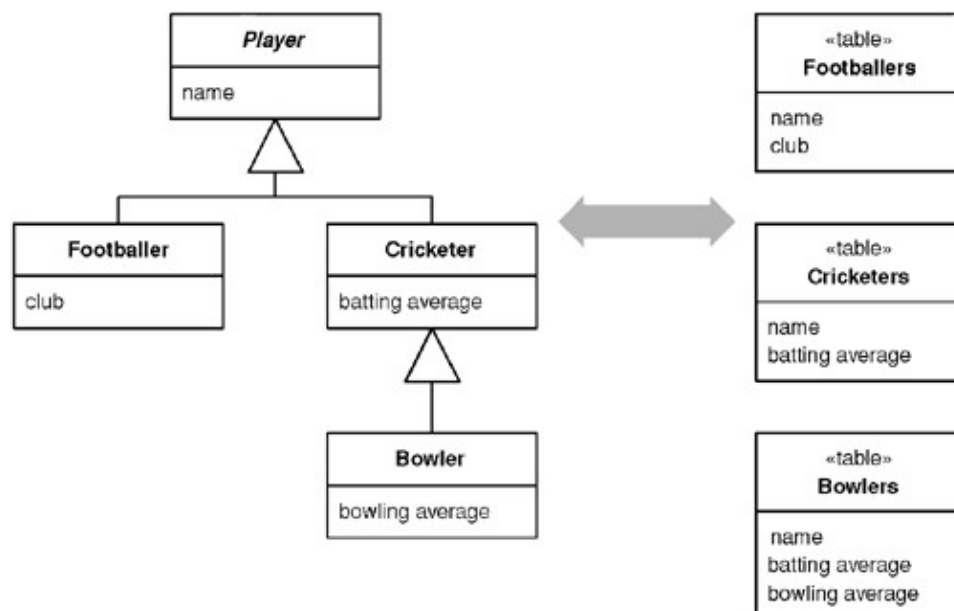 Player
name
Footballer
club
Cricketer
batting average
Bowler
bowling average
«table»
Footballers
name
club
«table»
Cricketers
name
batting average
«table»
Bowlers
name
batting average
bowling average